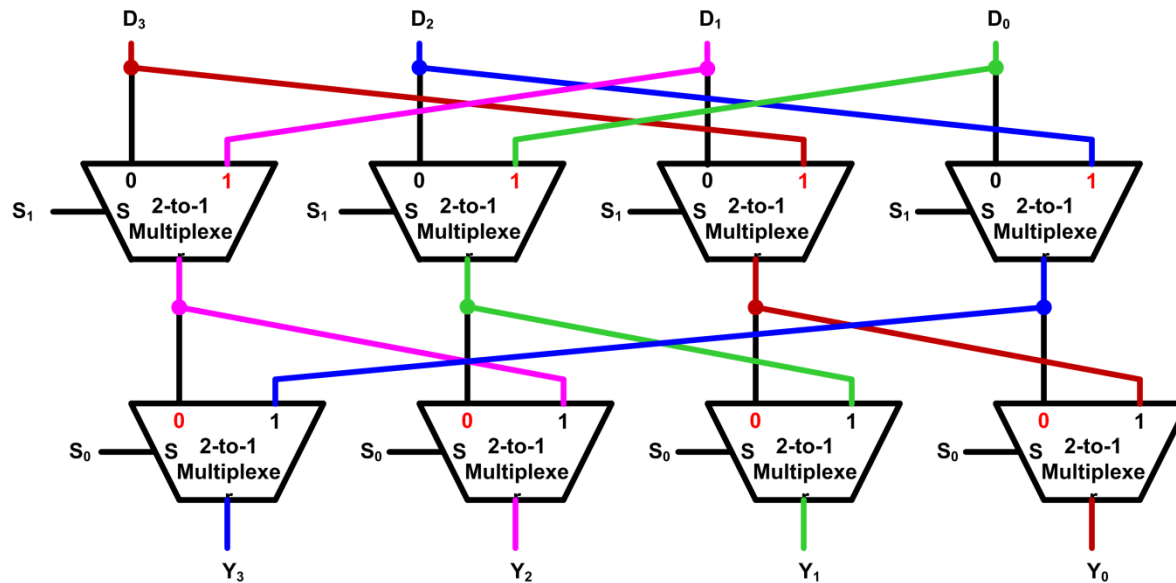 D3 D2 D1 D0
0 1 0 1 0 1 0 1
S1 S 2-to-1 S1 S 2-to-1 S1 S 2-to-1 S1 S 2-to-1
Multiplexe Multiplexe Multiplexe Multiplexe
r r r r
0 1 0 1 0 1 0 1
S0 S 2-to-1 S0 S 2-to-1 S0 S 2-to-1 S0 S 2-to-1
Multiplexe Multiplexe Multiplexe Multiplexe
r r r r
Y3 Y2 Y1 Y0